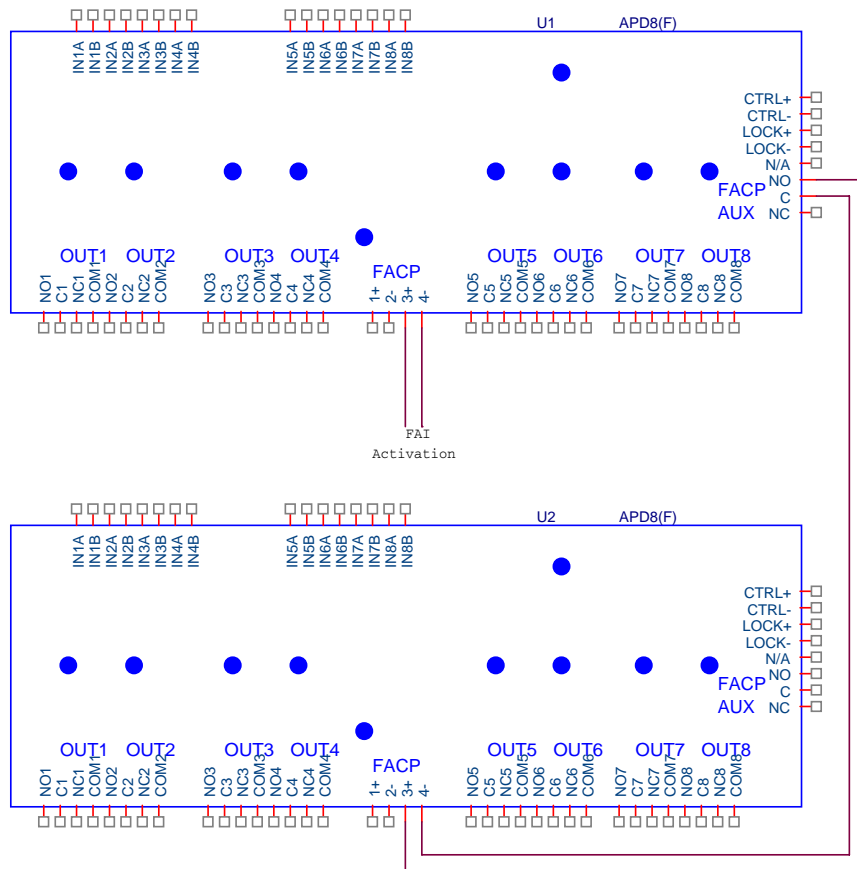 U1 APD8(F)
IN1A IN1B IN2A IN2B IN3A IN3B IN4A IN4B IN5A IN5B IN6A IN6B IN7A IN7B IN8A IN8B
CTRL+
CTRL-
LOCK+
LOCK-
N/A
NO
FACP C
AUX NC
OUT1 OUT2 OUT3 OUT4 OUT5 OUT6 OUT7 OUT8
FACP
NO1 C1 NC1 COM1 NO2 C2 NC2 COM2 NO3 C3 NC3 COM3 NO4 C4 NC4 COM4 1+ 2- 3+ 4- NO5 C5 NC5 COM5 NO6 C6 NC6 COM6 NO7 C7 NC7 COM7 NO8 C8 NC8 COM8
FAI
Activation
U2 APD8(F)
IN1A IN1B IN2A IN2B IN3A IN3B IN4A IN4B IN5A IN5B IN6A IN6B IN7A IN7B IN8A IN8B
CTRL+
CTRL-
LOCK+
LOCK-
N/A
NO
FACP C
AUX NC
OUT1 OUT2 OUT3 OUT4 OUT5 OUT6 OUT7 OUT8
FACP
NO1 C1 NC1 COM1 NO2 C2 NC2 COM2 NO3 C3 NC3 COM3 NO4 C4 NC4 COM4 1+ 2- 3+ 4- NO5 C5 NC5 COM5 NO6 C6 NC6 COM6 NO7 C7 NC7 COM7 NO8 C8 NC8 COM8